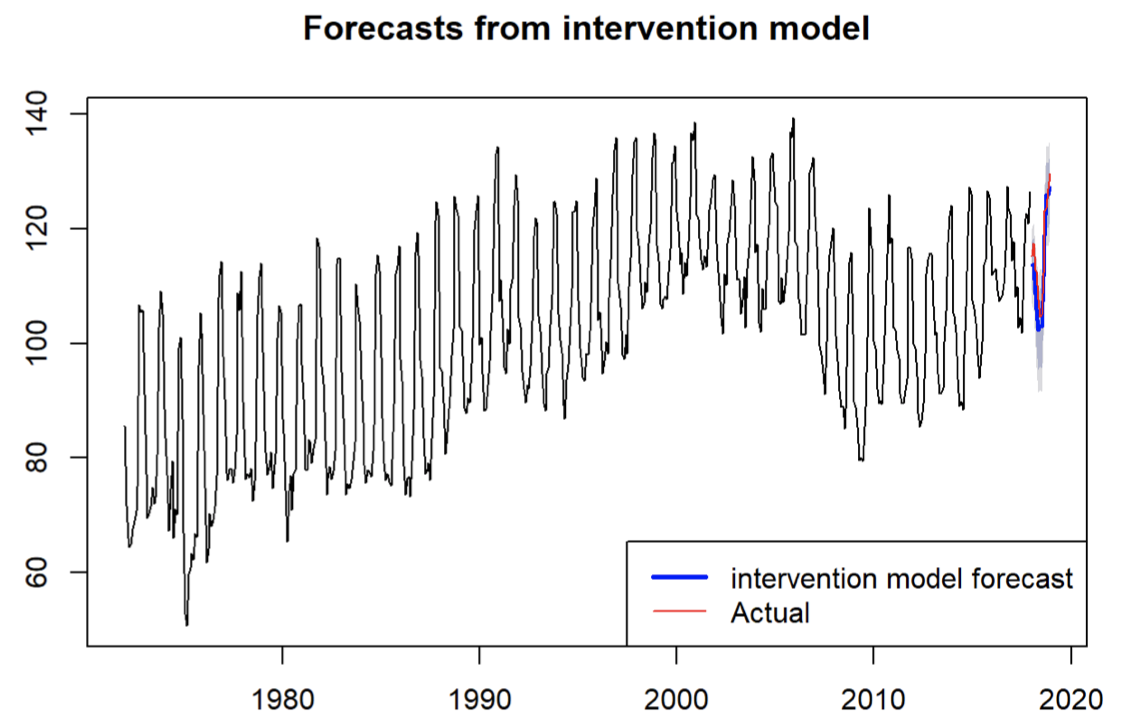 Forecasts from intervention model
140
120
100
80
60
intervention model forecast
Actual
1980 1990 2000 2010 2020